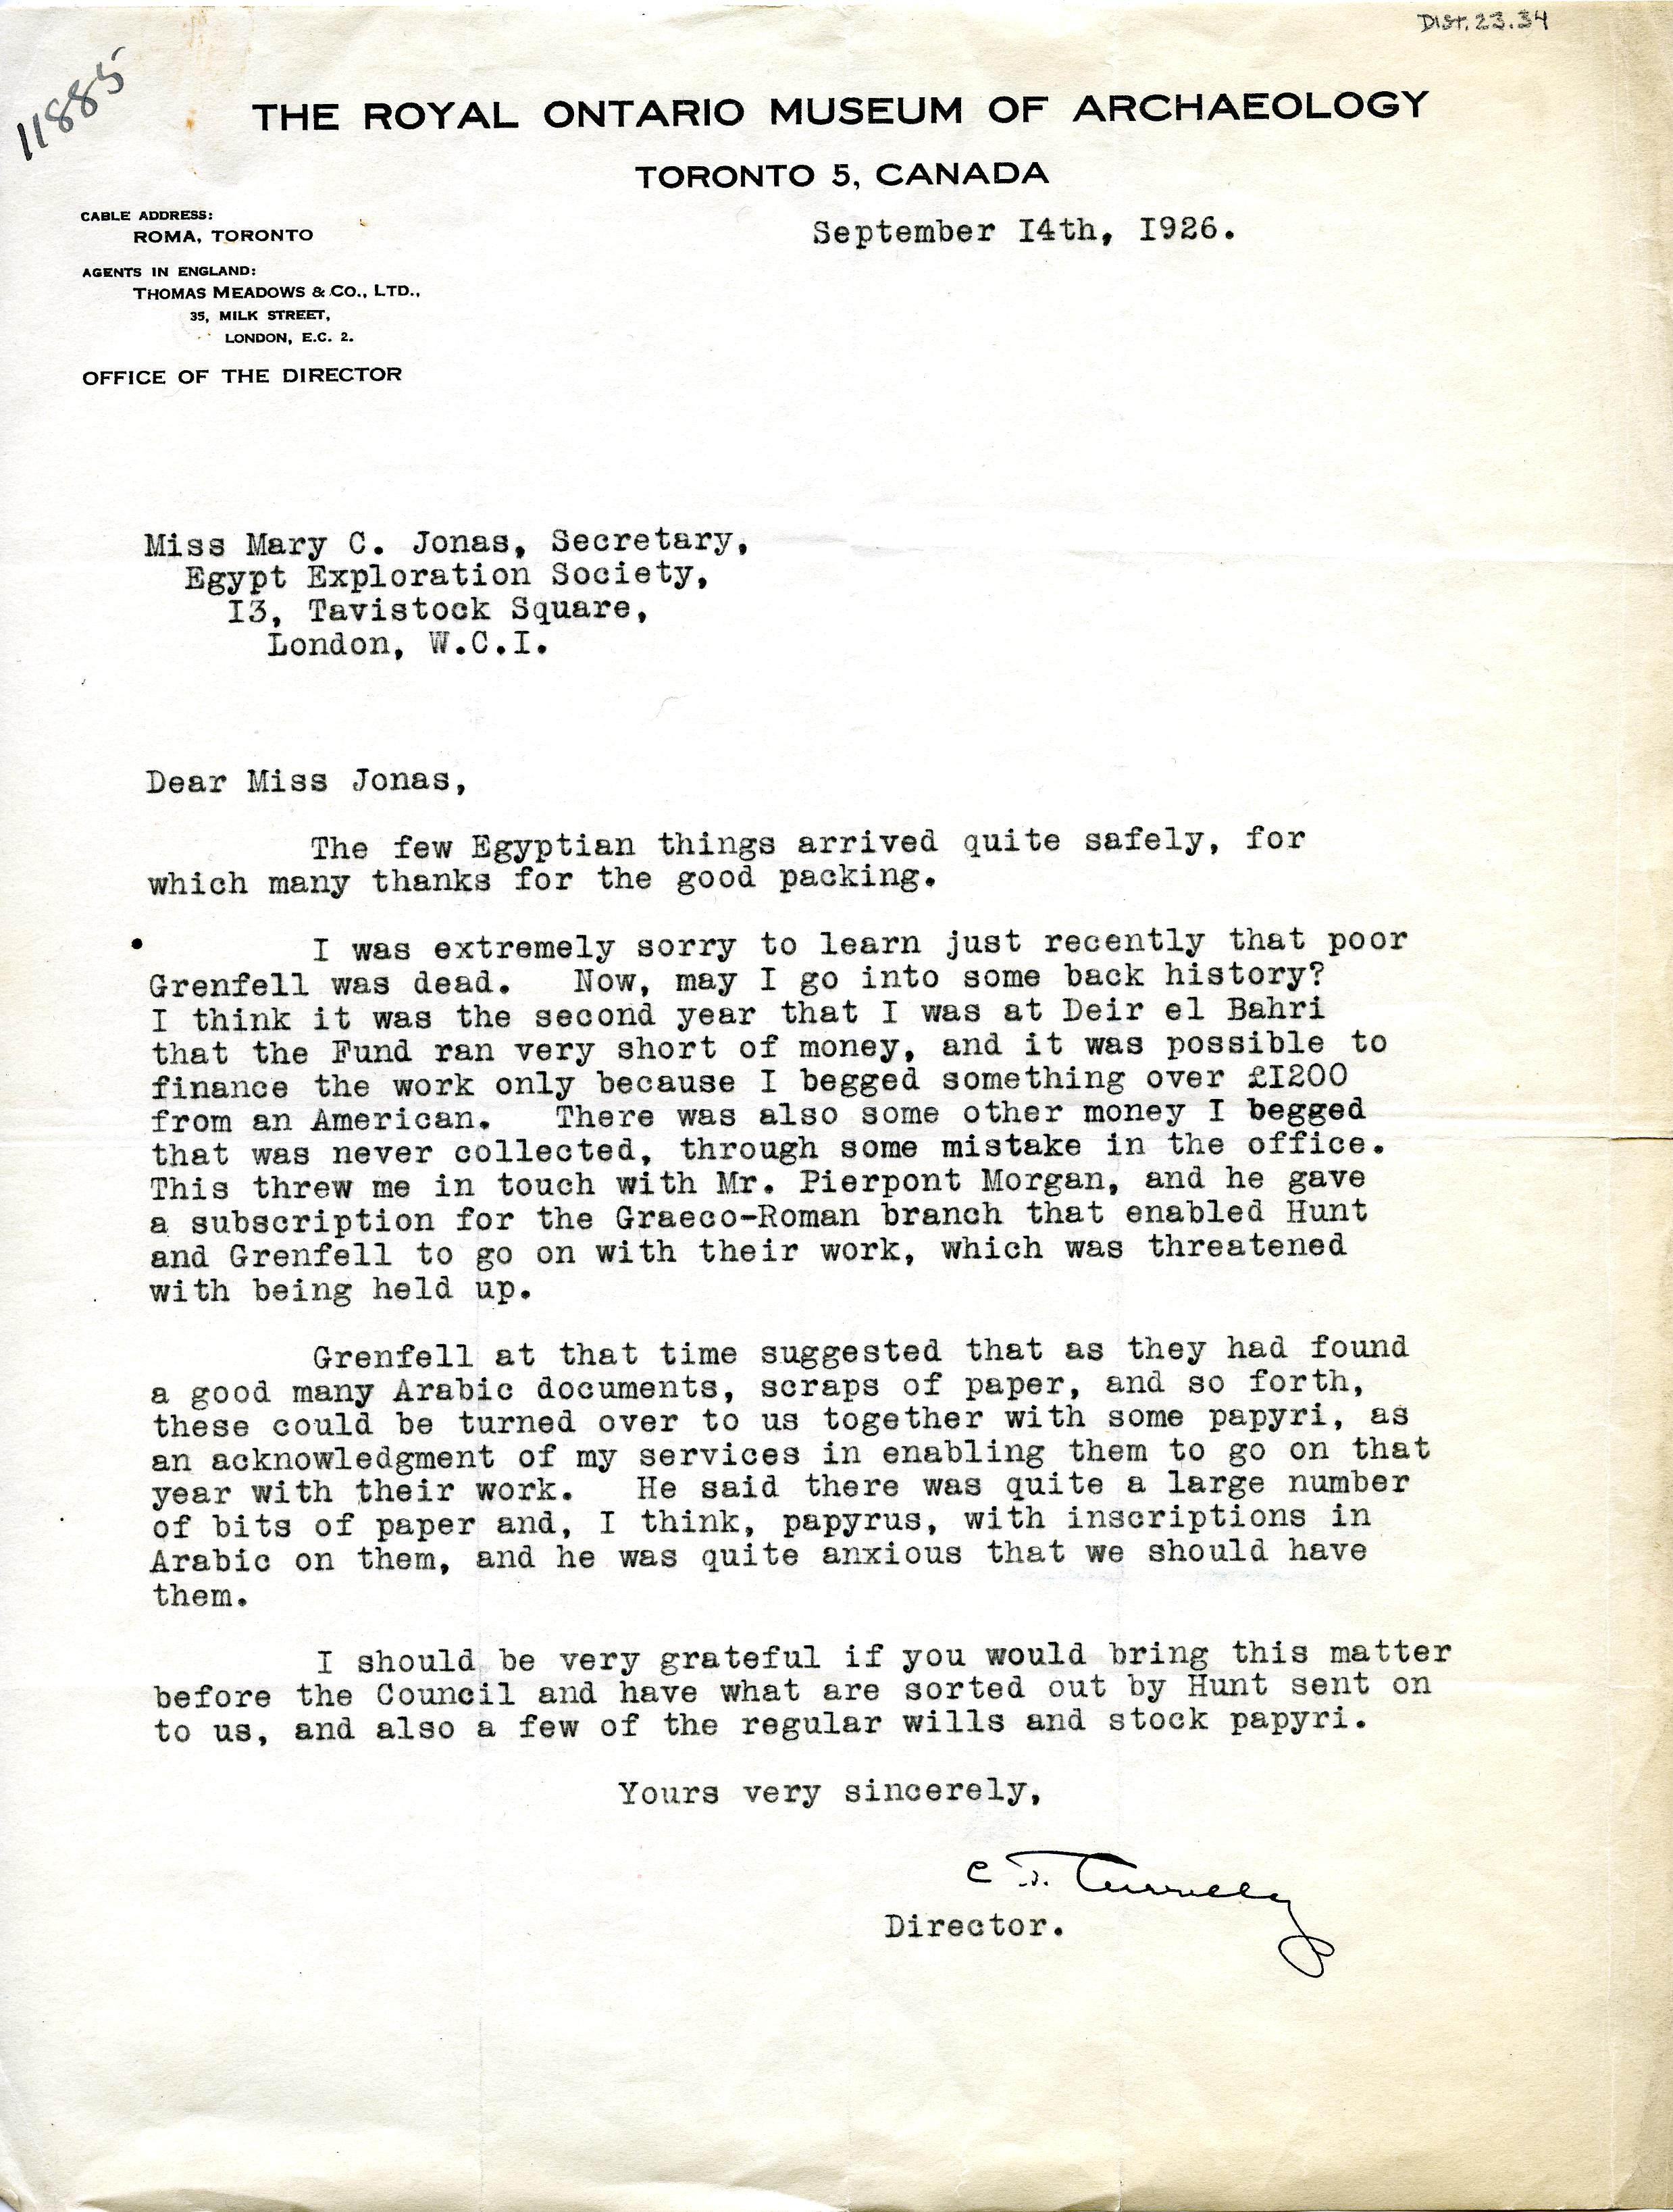 Dist. 23.34
11885
THE ROYAL ONTARIO MUSEUM OF ARCHAEOLOGY
TORONTO 5, CANADA
CABLE ADDRESS:
ROMA, TORONTO
September I4th, I926.
AGENTS IN ENGLAND:
THOMAS MEADOWS & CO., LTD.,
35, MILK STREET,
LONDON, E.C. 2.
OFFICE OF THE DIRECTOR
Miss Mary C. Jonas, Secretary,
Egypt Exploration Society,
I3, Tavistock Square,
London, W.C.I.
Dear Miss Jonas,
The few Egyptian things arrived quite safely, for
which many thanks for the good packing.
I was extremely sorry to learn just recently that poor
Grenfell was dead. Now, may I go into some back history?
I think it was the second year that I was at Deir el Bahri
that the Fund ran very short of money, and it was possible to
finance the work only because I begged something over £I200
from an American. There was also some other money I begged
that was never collected, through some mistake in the office.
This threw me in touch with Mr. Pierpont Morgan, and he gave
a subscription for the Graeco-Roman branch that enabled Hunt
and Grenfell to go on with their work, which was threatened
with being held up.
Grenfell at that time suggested that as they had found
a good many Arabic documents, scraps of paper, and so forth,
these could be turned over to us together with some papyri, as
an acknowledgment of my services in enabling them to go on that
year with their work. He said there was quite a large number
of bits of paper and, I think, papyrus, with inscriptions in
Arabic on them, and he was quite anxious that we should have
them.
I should be very grateful if you would bring this matter
before the Council and have what are sorted out by Hunt sent on
to us, and also a few of the regular wills and stock papyri.
Yours very sincerely,
C. T. Currelly
Director.